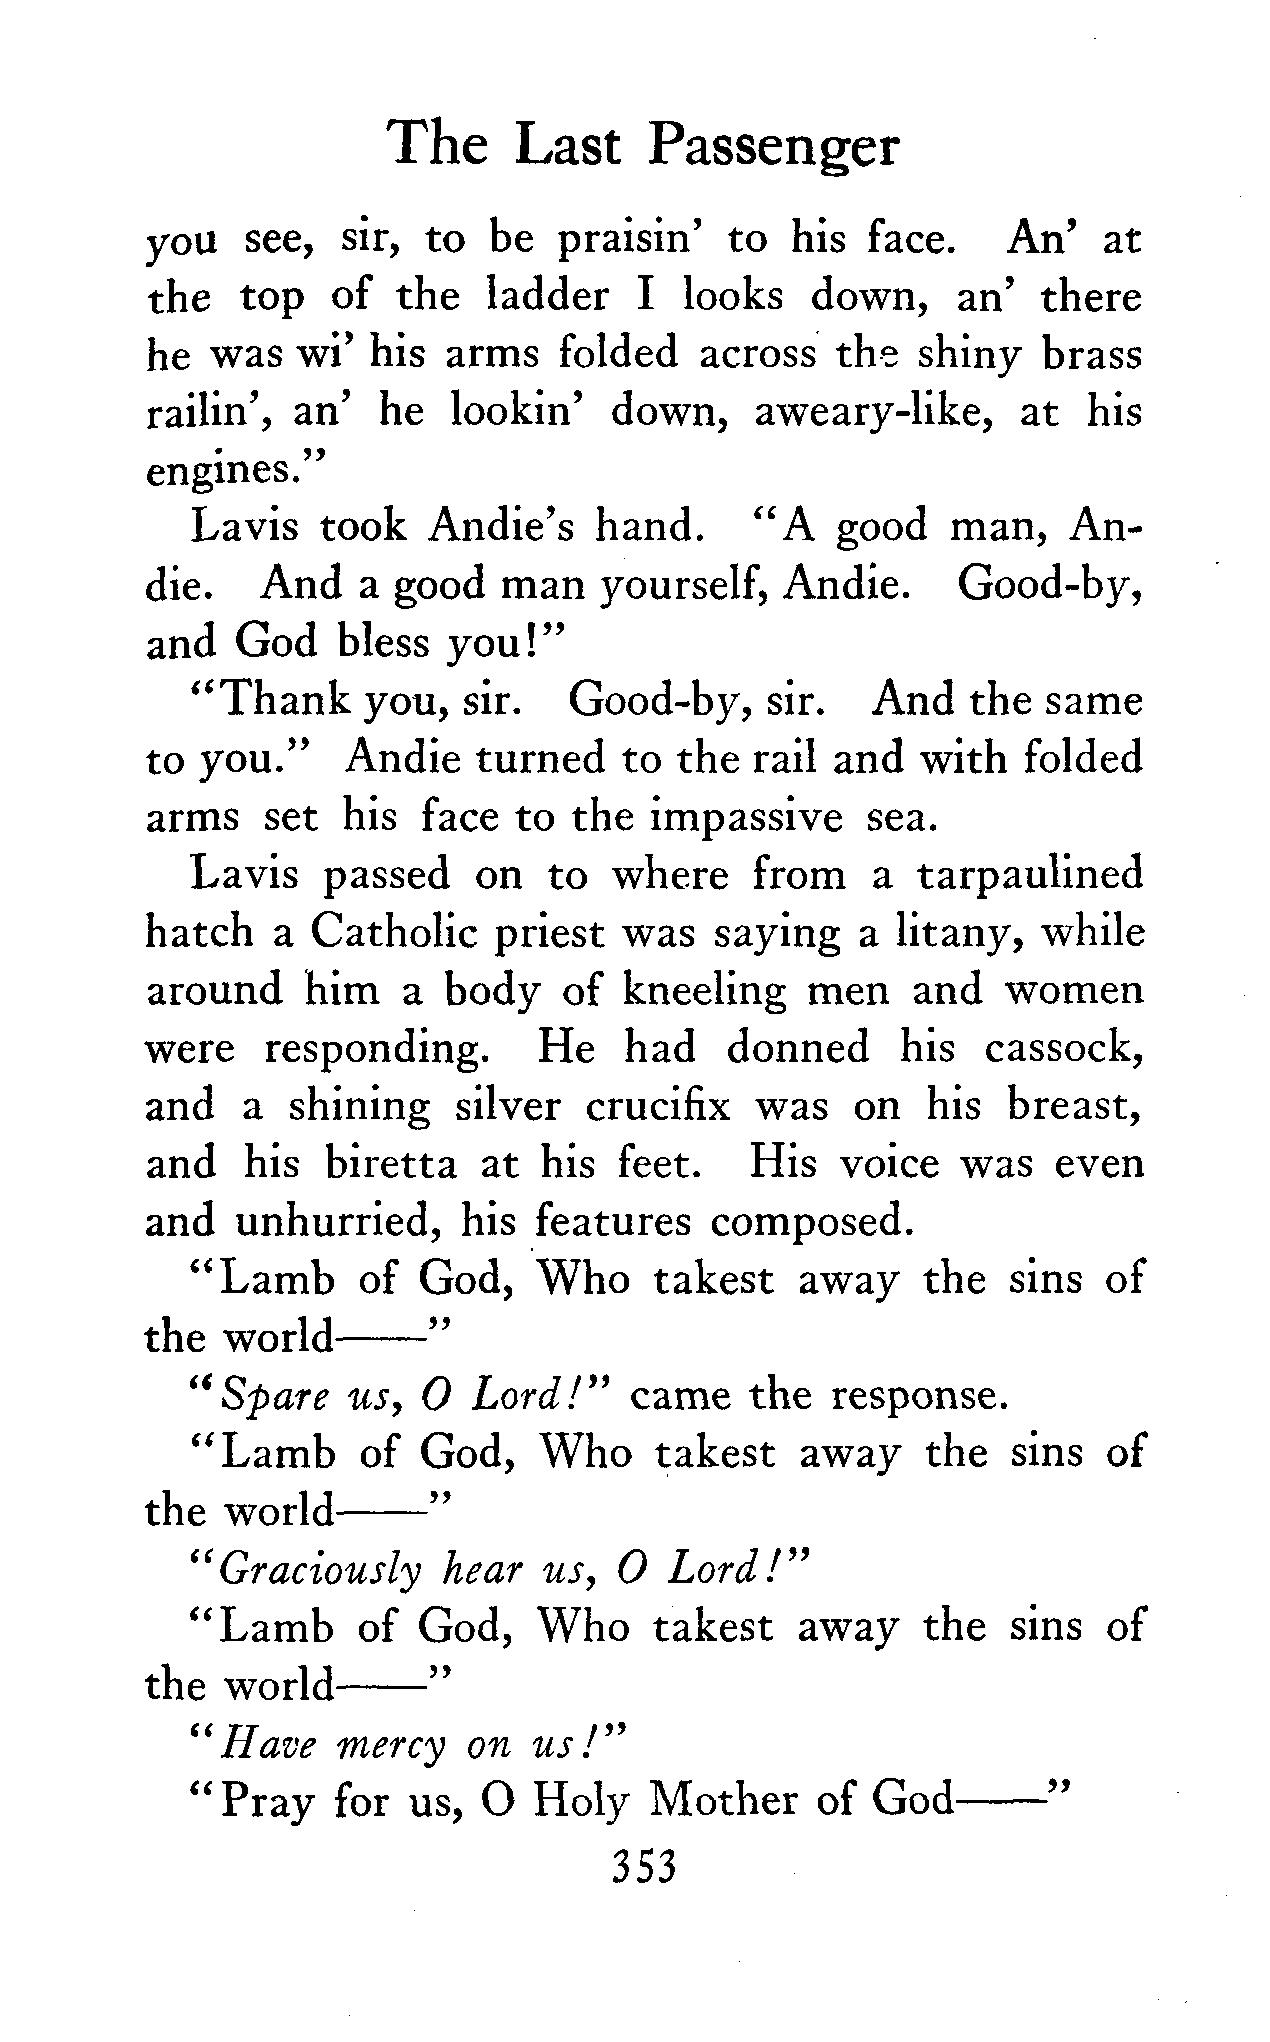 The Last Passenger
you see, sir, to be praisin' to his face. An' at
the top of the ladder I looks down, an' there
he was wi' his arms folded across the shiny brass
railin', an' he lookin' down, aweary-like, at his
engines."
Lavis took Andie's hand. "A good man, An-
die. And a good man yourself, Andie. Good-by,
and God bless you!"
"Thank you, sir. Good-by, sir. And the same
to you." Andie turned to the rail and with folded
arms set his face to the impassive sea.
Lavis passed on to where from a tarpaulined
hatch a Catholic priest was saying a litany, while
around him a body of kneeling men and women
were responding. He had donned his cassock,
and a shining silver crucifix was on his breast,
and his biretta at his feet. His voice was even
and unhurried, his features composed.
"Lamb of God, Who takest away the sins of
the world——"
"Spare us, O Lord!" came the response.
"Lamb of God, Who takest away the sins of
the world——"
"Graciously hear us, O Lord!"
"Lamb of God, Who takest away the sins of
the world——"
"Have mercy on us!"
"Pray for us, O Holy Mother of God——"
353